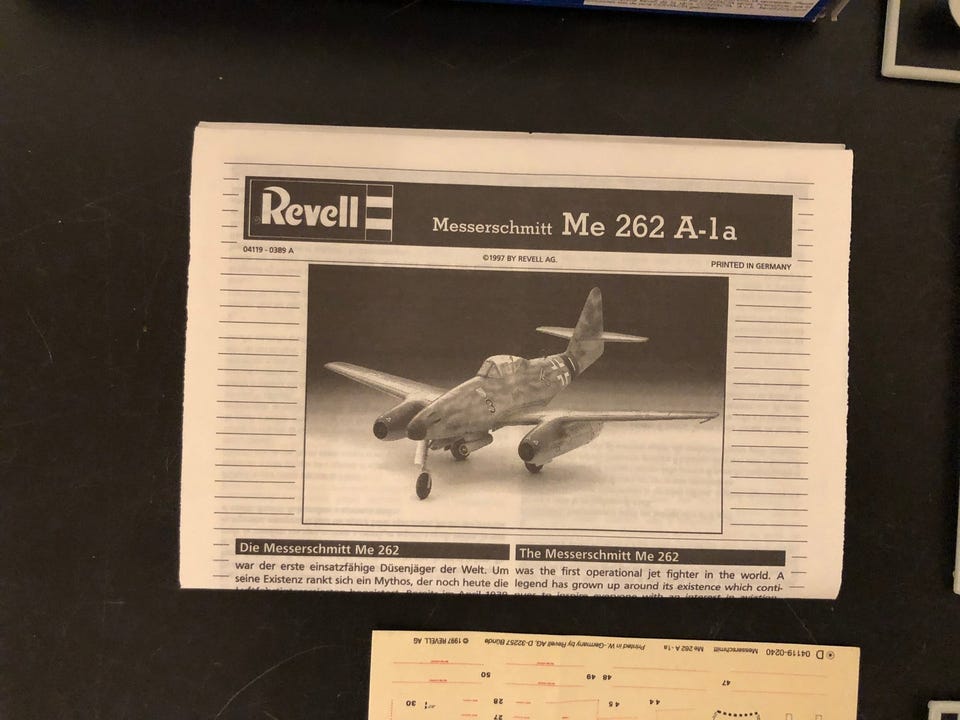 Revell
Messerschmitt Me 262 A-1a
04119 - 0389 A
©1997 BY REVELL AG.
PRINTED IN GERMANY
Die Messerschmitt Me 262
war der erste einsatzfähige Düsenjäger der Welt. Um
seine Existenz rankt sich ein Mythos, der noch heute die
The Messerschmitt Me 262
was the first operational jet fighter in the world. A
legend has grown up around its existence which conti-
D 04119-0240 Messerschmitt Me 262 A-1a Printed in W.-Germany by Revell AG, D-32257 Bünde © 1997 REVELL AG
47
48 49
50
44
45
28
30
27